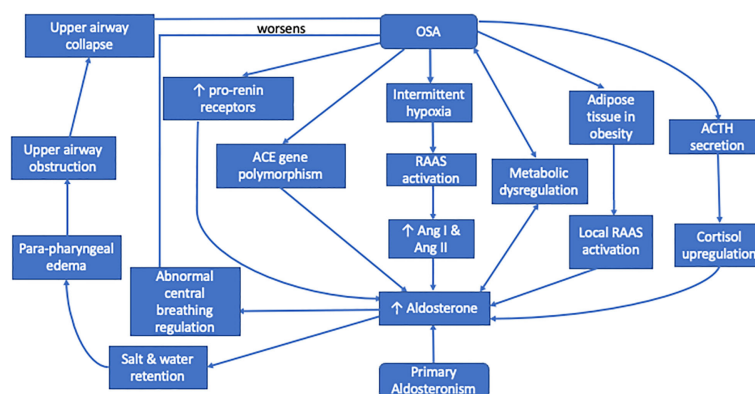 Upper airway
collapse
worsens
OSA
↑ pro-renin
receptors
Intermittent
hypoxia
Adipose
tissue in
obesity
ACTH
secretion
Upper airway
obstruction
ACE gene
polymorphism
RAAS
activation
Metabolic
dysregulation
Para-pharyngeal
edema
↑ Ang I &
Ang II
Local RAAS
activation
Cortisol
upregulation
Abnormal
central
breathing
regulation
↑ Aldosterone
Salt & water
retention
Primary
Aldosteronism